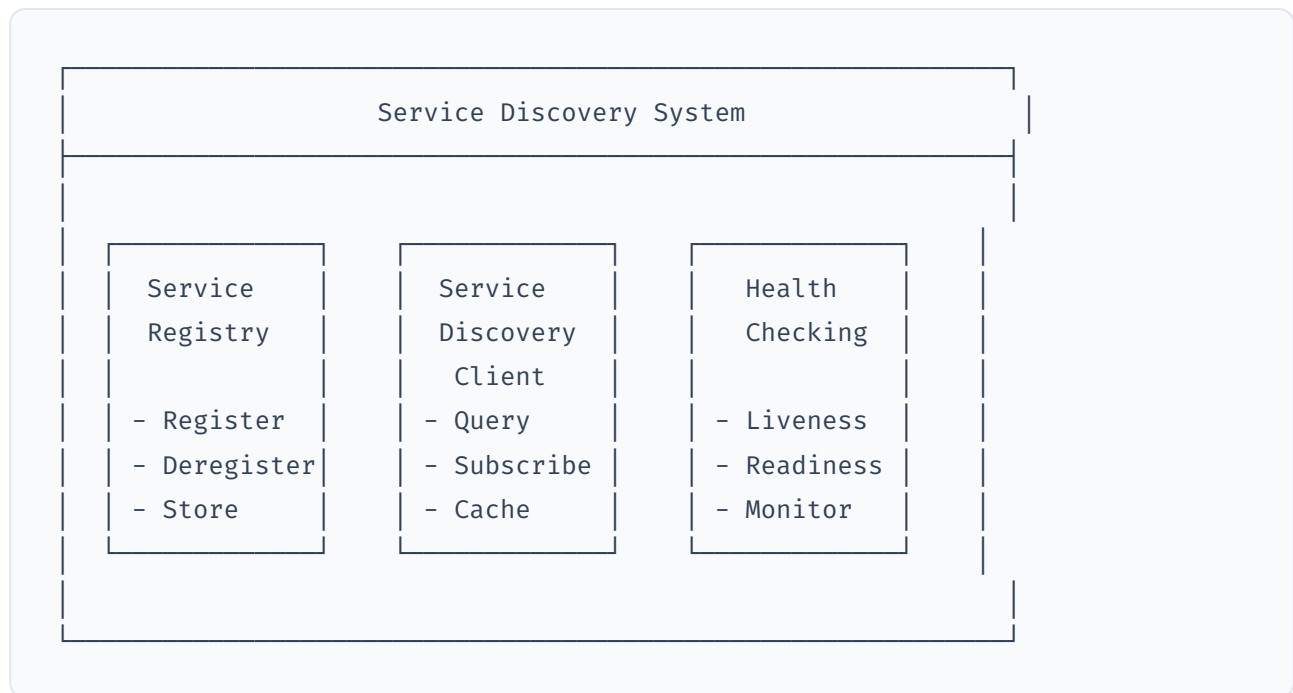 Service Discovery System
Service Service Health
Registry Discovery Checking
Client
- Register - Query - Liveness
- Deregister - Subscribe - Readiness
- Store - Cache - Monitor